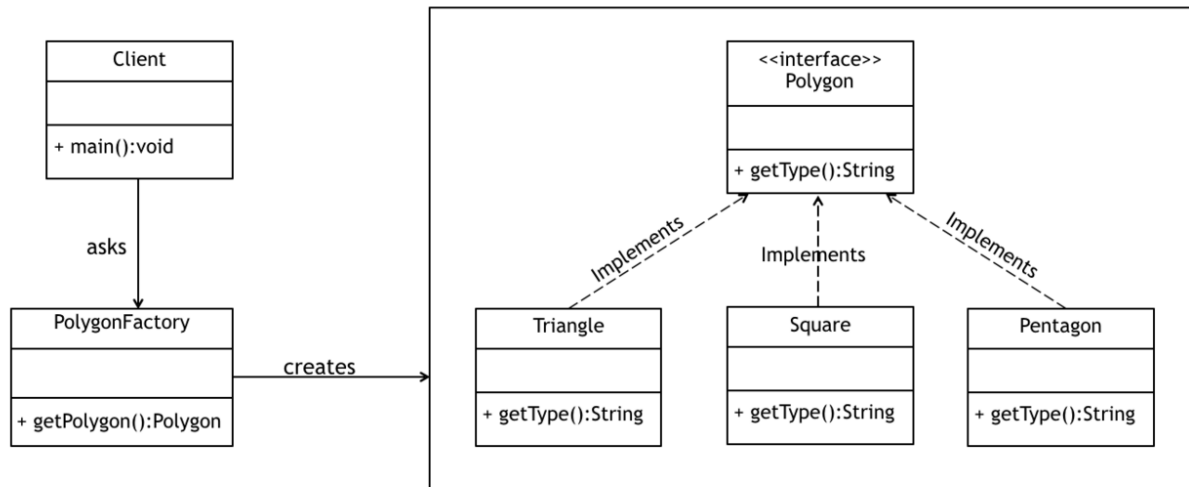 Client
+ main():void
asks
PolygonFactory
+ getPolygon():Polygon
creates
<<interface>>
Polygon
+ getType():String
Implements
Implements
Implements
Triangle
+ getType():String
Square
+ getType():String
Pentagon
+ getType():String